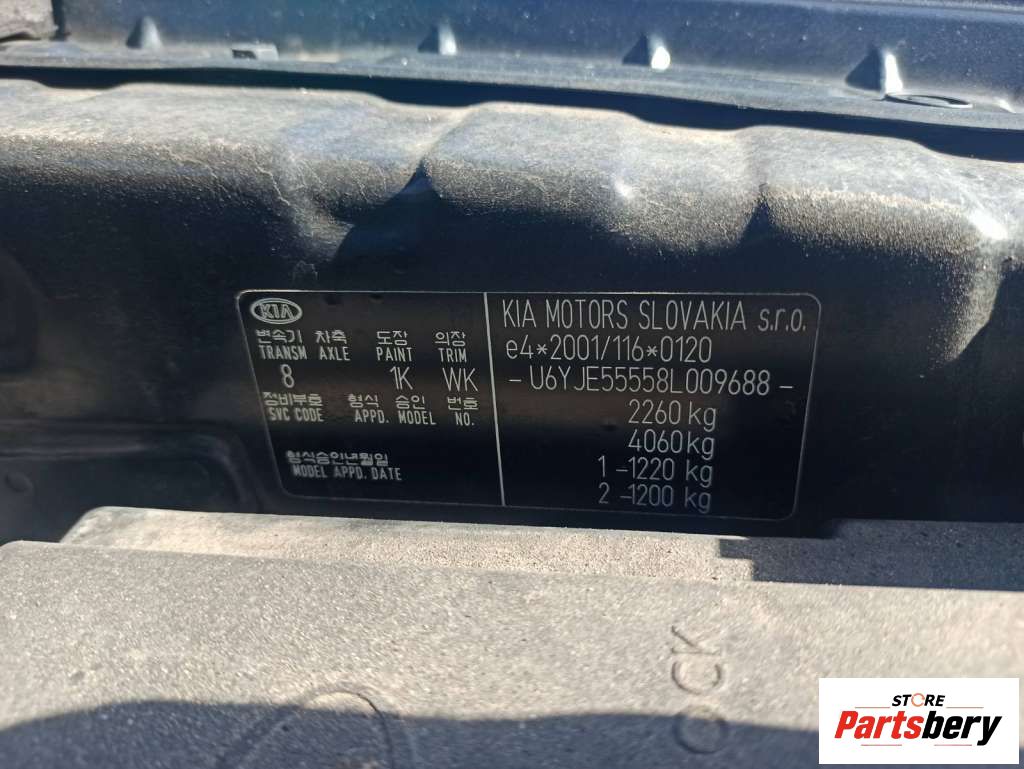 KIA
변속기 차축 도장 의장
TRANSM AXLE PAINT TRIM
8 1K WK
정비부호 형식 승인 번호
SVC CODE APPD. MODEL NO.
형식승인년월일
MODEL APPD. DATE
KIA MOTORS SLOVAKIA s.r.o.
e4*2001/116*0120
- U6YJE55558L009688 -
2260 kg
4060 kg
1 -1220 kg
2 -1200 kg
OCK
STORE
Partsbery